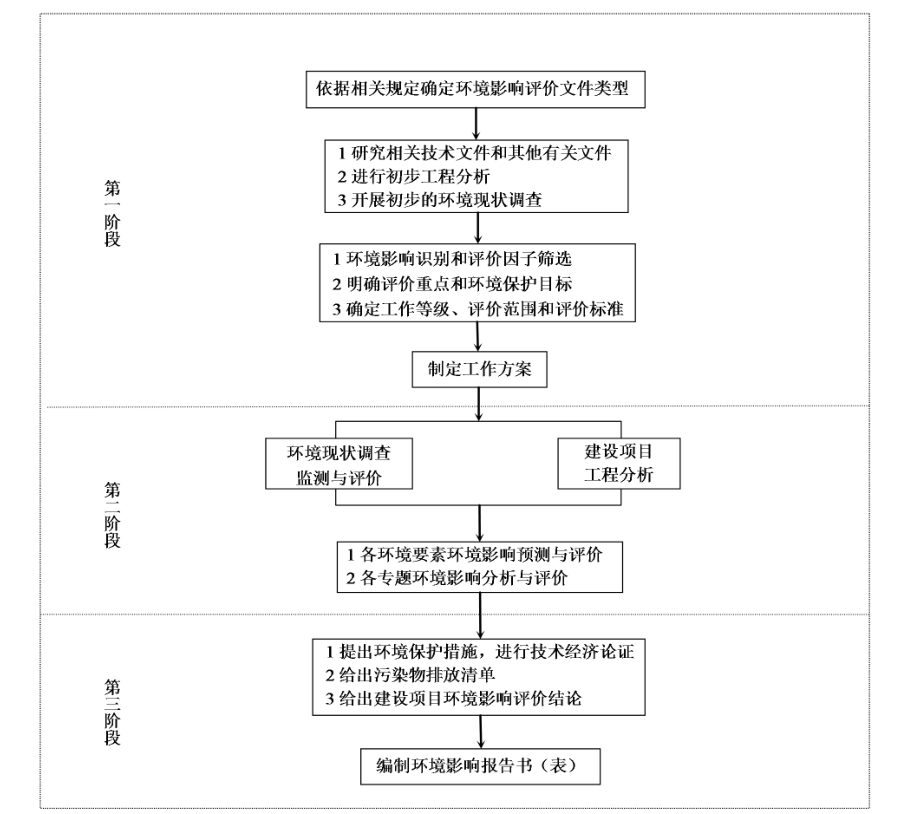 依据相关规定确定环境影响评价文件类型
1 研究相关技术文件和其他有关文件
2 进行初步工程分析
3 开展初步的环境现状调查
第一阶段
1 环境影响识别和评价因子筛选
2 明确评价重点和环境保护目标
3 确定工作等级、评价范围和评价标准
制定工作方案
环境现状调查
监测与评价
建设项目
工程分析
第二阶段
1 各环境要素环境影响预测与评价
2 各专题环境影响分析与评价
1 提出环境保护措施，进行技术经济论证
2 给出污染物排放清单
3 给出建设项目环境影响评价结论
第三阶段
编制环境影响报告书（表）